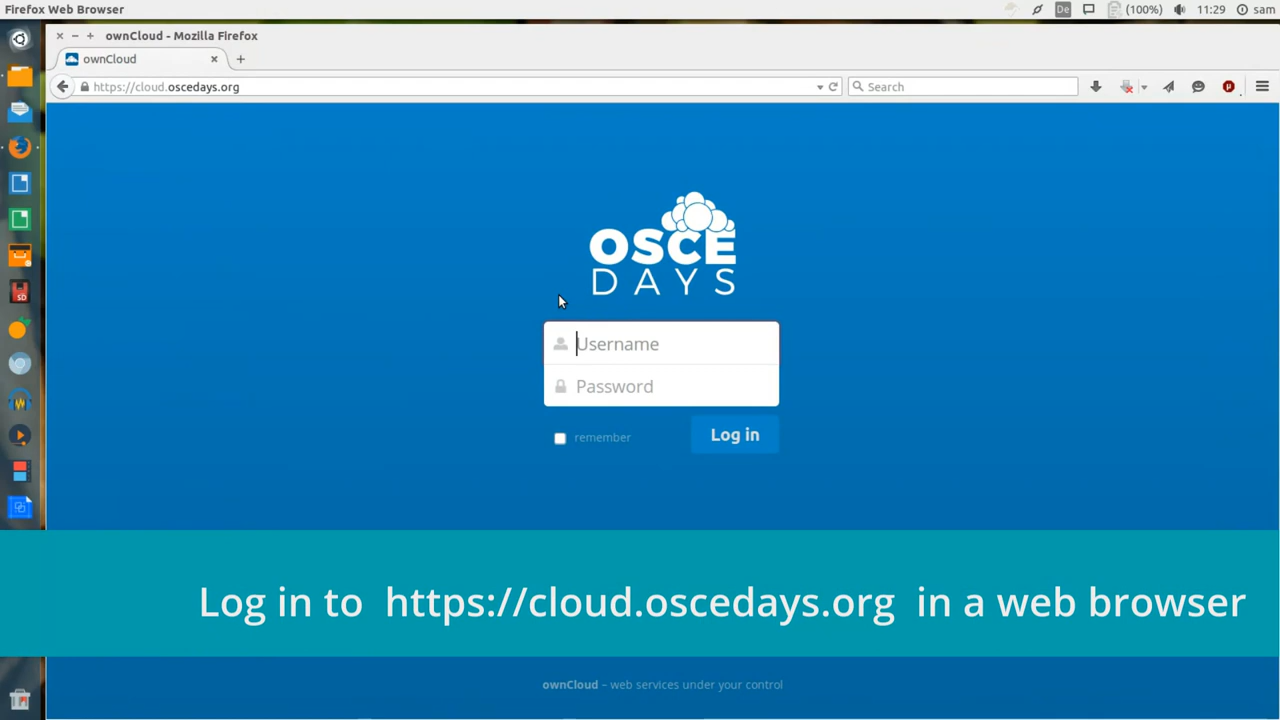 Firefox Web Browser
De
(100%)
11:29
sam
ownCloud - Mozilla Firefox
ownCloud
https://cloud.oscedays.org
Search
OSCE
DAYS
Username
Password
remember
Log in
SD
Log in to https://cloud.oscedays.org in a web browser
ownCloud – web services under your control